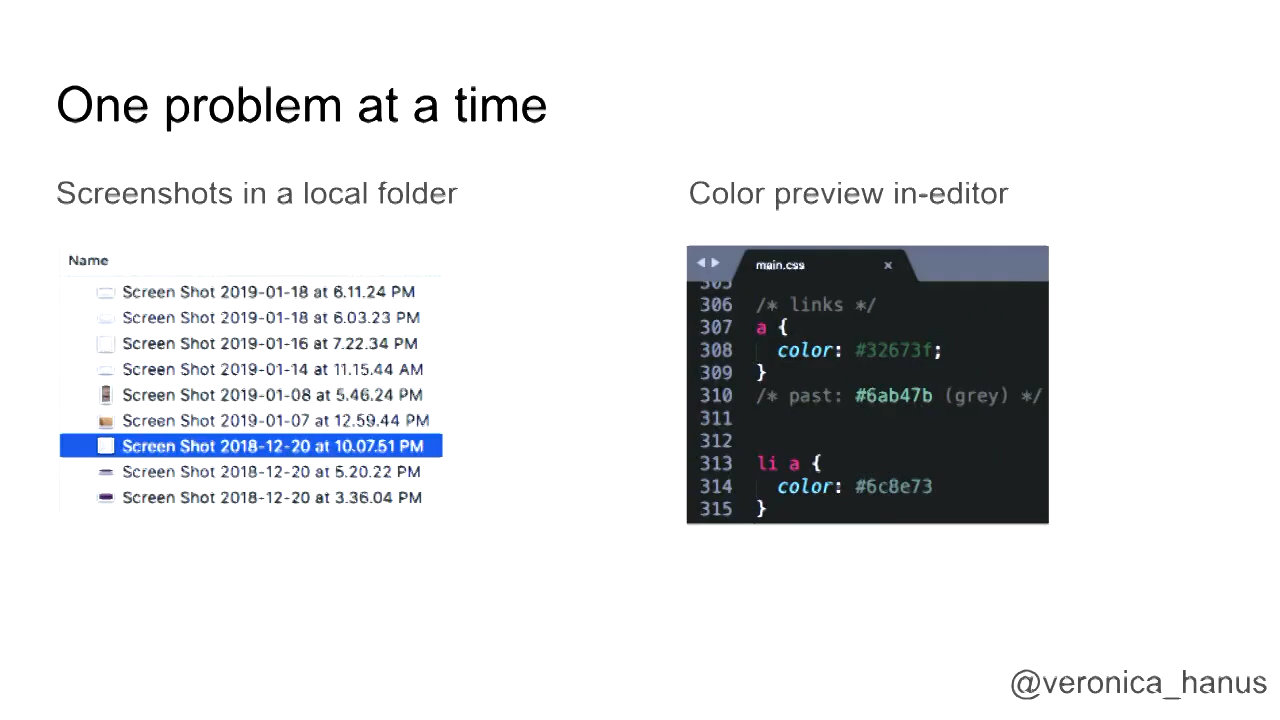 One problem at a time
Screenshots in a local folder
Name
Screen Shot 2019-01-18 at 6.11.24 PM
Screen Shot 2019-01-18 at 6.03.23 PM
Screen Shot 2019-01-16 at 7.22.34 PM
Screen Shot 2019-01-14 at 11.15.44 AM
Screen Shot 2019-01-08 at 5.46.24 PM
Screen Shot 2019-01-07 at 12.59.44 PM
Screen Shot 2018-12-20 at 10.07.51 PM
Screen Shot 2018-12-20 at 5.20.22 PM
Screen Shot 2018-12-20 at 3.36.04 PM
Color preview in-editor
main.css x
305
306 /* links */
307 a {
308 color: #32673f;
309 }
310 /* past: #6ab47b (grey) */
311
312
313 li a {
314 color: #6c8e73
315 }
@veronica_hanus